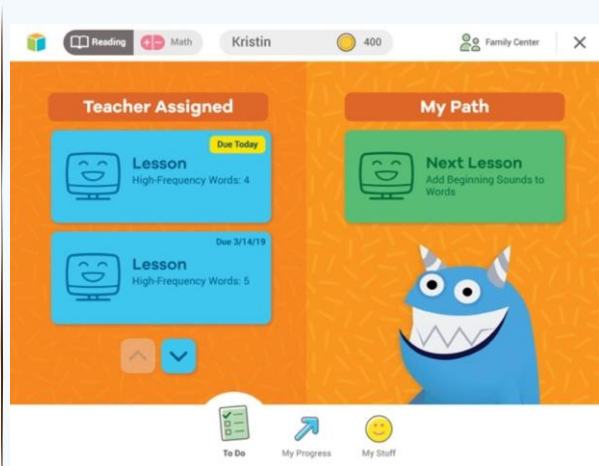 Reading
Math
Kristin
400
Family Center
Teacher Assigned
My Path
Due Today
Lesson
High-Frequency Words: 4
Due 3/14/19
Lesson
High-Frequency Words: 5
Next Lesson
Add Beginning Sounds to
Words
To Do
My Progress
My Stuff